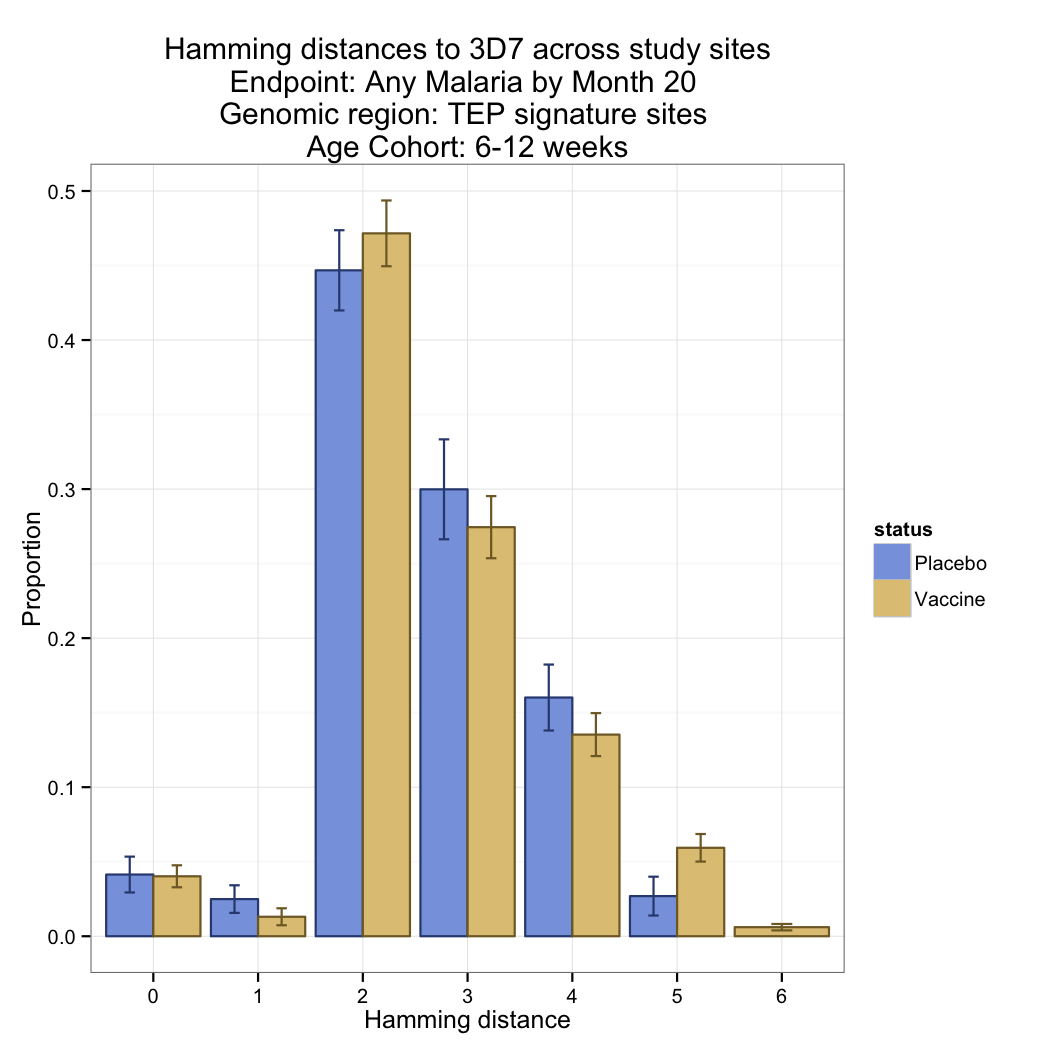 Hamming distances to 3D7 across study sites
Endpoint: Any Malaria by Month 20
Genomic region: TEP signature sites
Age Cohort: 6-12 weeks
0.5
0.4
0.3
0.2
0.1
0.0
Proportion
0 1 2 3 4 5 6
Hamming distance
status
Placebo
Vaccine